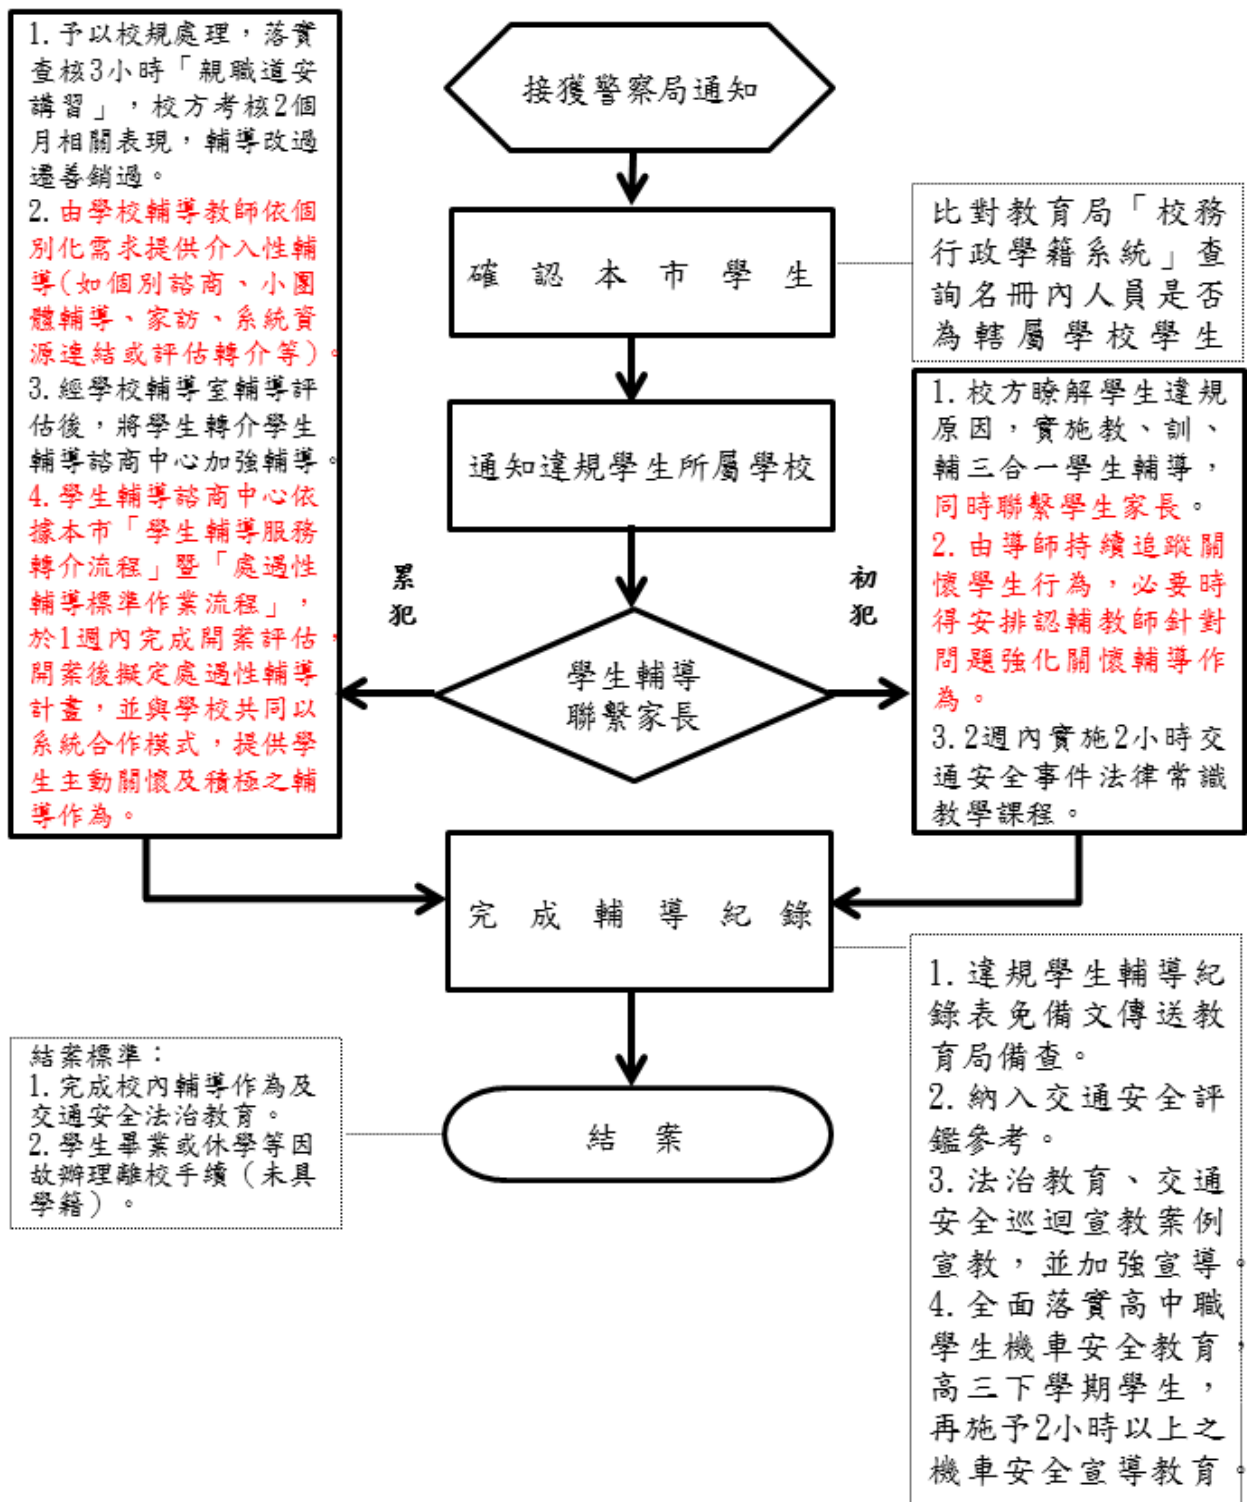 接獲警察局通知
確認本市學生
比對教育局「校務
行政學籍系統」查
詢名冊內人員是否
為轄屬學校學生
通知違規學生所屬學校
學生輔導
聯繫家長
累
犯
初
犯
1.予以校規處理，落實
查核3小時「親職道安
講習」，校方考核2個
月相關表現，輔導改過
遷善銷過。
2.由學校輔導教師依個
別化需求提供介入性輔
導(如個別諮商、小團
體輔導、家訪、系統資
源連結或評估轉介等)。
3.經學校輔導室輔導評
估後，將學生轉介學生
輔導諮商中心加強輔導。
4.學生輔導諮商中心依
據本市「學生輔導服務
轉介流程」暨「處遇性
輔導標準作業流程」，
於1週內完成開案評估，
開案後擬定處遇性輔導
計畫，並與學校共同以
系統合作模式，提供學
生主動關懷及積極之輔
導作為。
1.校方瞭解學生違規
原因，實施教、訓、
輔三合一學生輔導，
同時聯繫學生家長。
2.由導師持續追蹤關
懷學生行為，必要時
得安排認輔教師針對
問題強化關懷輔導作
為。
3.2週內實施2小時交
通安全事件法律常識
教學課程。
完成輔導紀錄
1.違規學生輔導紀
錄表免備文傳送教
育局備查。
2.納入交通安全評
鑑參考。
3.法治教育、交通
安全巡迴宣教案例
宣教，並加強宣導。
4.全面落實高中職
學生機車安全教育，
高三下學期學生，
再施予2小時以上之
機車安全宣導教育。
結案
結案標準：
1.完成校內輔導作為及
交通安全法治教育。
2.學生畢業或休學等因
故辦理離校手續（未具
學籍）。